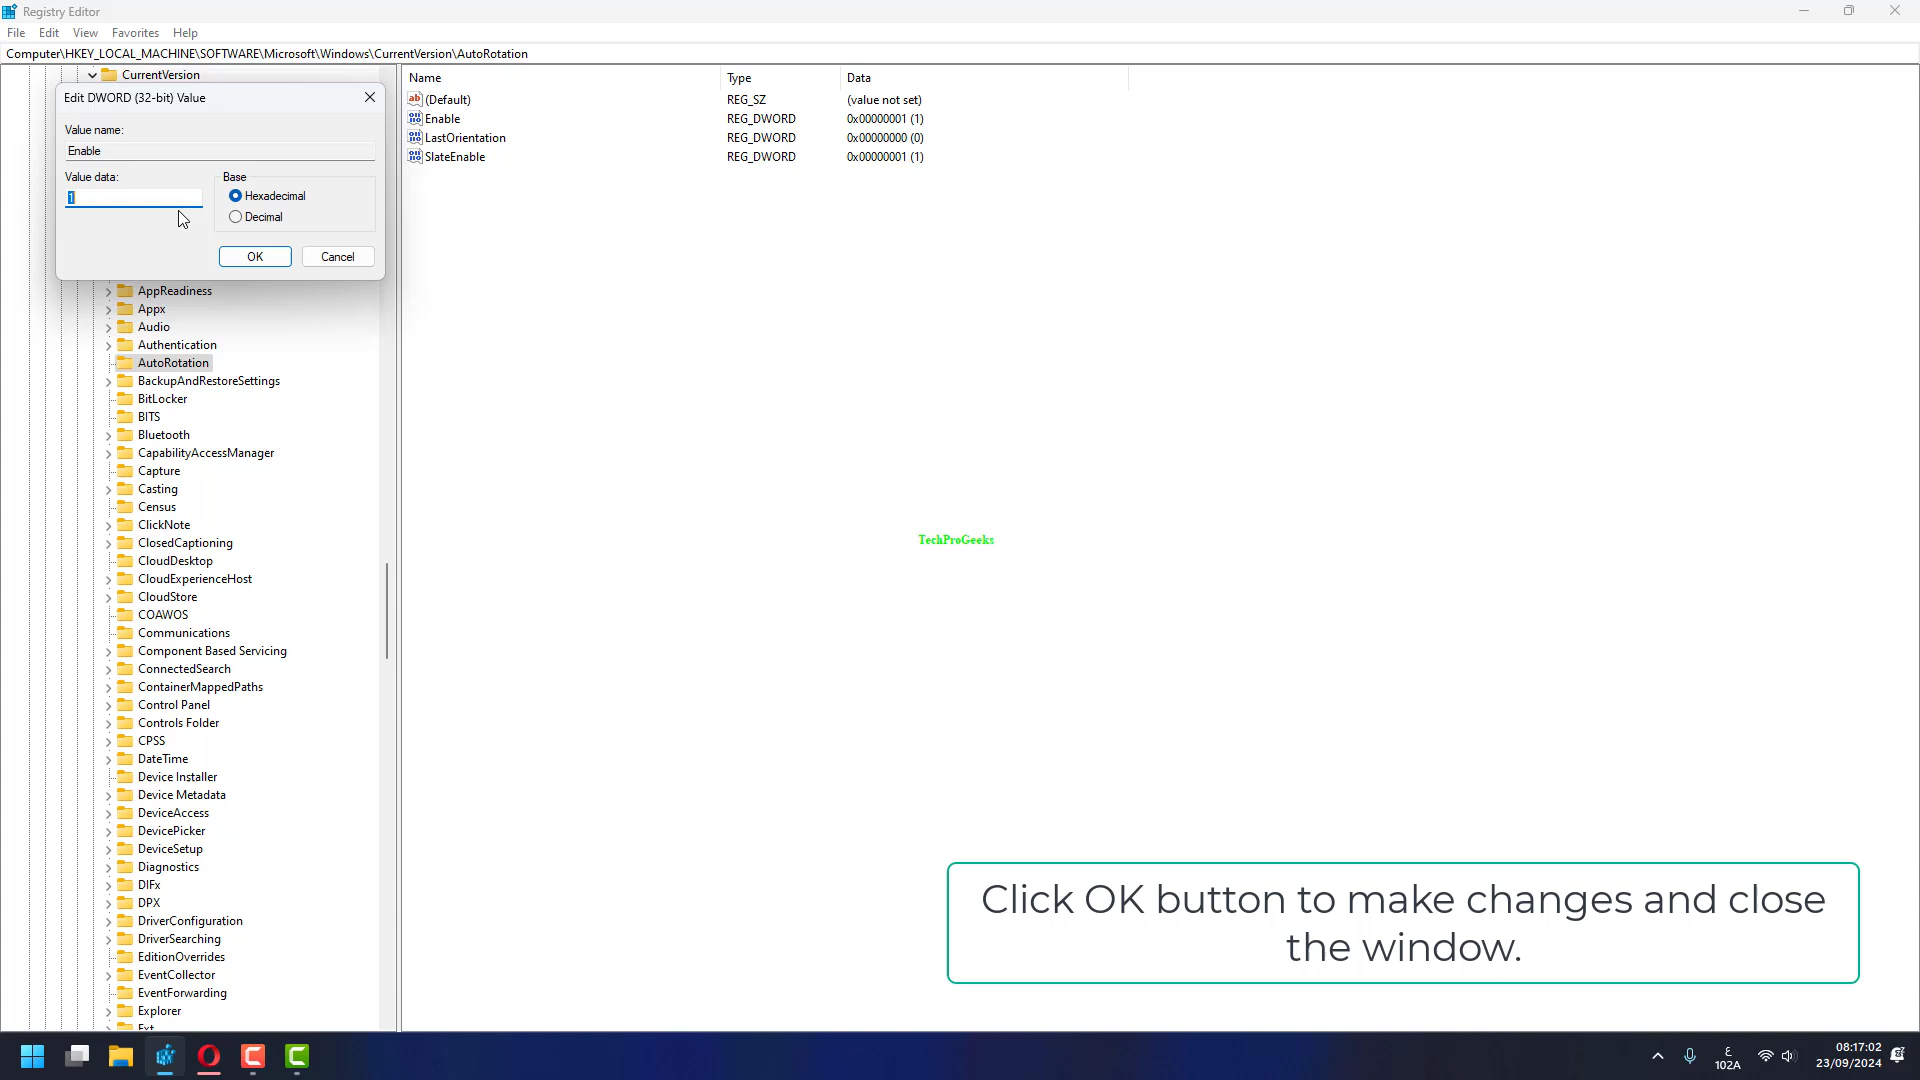 Registry Editor
File Edit View Favorites Help
Computer\HKEY_LOCAL_MACHINE\SOFTWARE\Microsoft\Windows\CurrentVersion\AutoRotation
CurrentVersion
Edit DWORD (32-bit) Value
Value name:
Enable
Value data:
1
Base
Hexadecimal
Decimal
OK Cancel
AppReadiness
Appx
Audio
Authentication
AutoRotation
BackupAndRestoreSettings
BitLocker
BITS
Bluetooth
CapabilityAccessManager
Capture
Casting
Census
ClickNote
ClosedCaptioning
CloudDesktop
CloudExperienceHost
CloudStore
COAWOS
Communications
Component Based Servicing
ConnectedSearch
ContainerMappedPaths
Control Panel
Controls Folder
CPSS
DateTime
Device Installer
Device Metadata
DeviceAccess
DevicePicker
DeviceSetup
Diagnostics
DIFx
DPX
DriverConfiguration
DriverSearching
EditionOverrides
EventCollector
EventForwarding
Explorer
Ext
Name Type Data
(Default) REG_SZ (value not set)
Enable REG_DWORD 0x00000001 (1)
LastOrientation REG_DWORD 0x00000000 (0)
SlateEnable REG_DWORD 0x00000001 (1)
TechProGeeks
Click OK button to make changes and close
the window.
ع
102A
08:17:02
23/09/2024